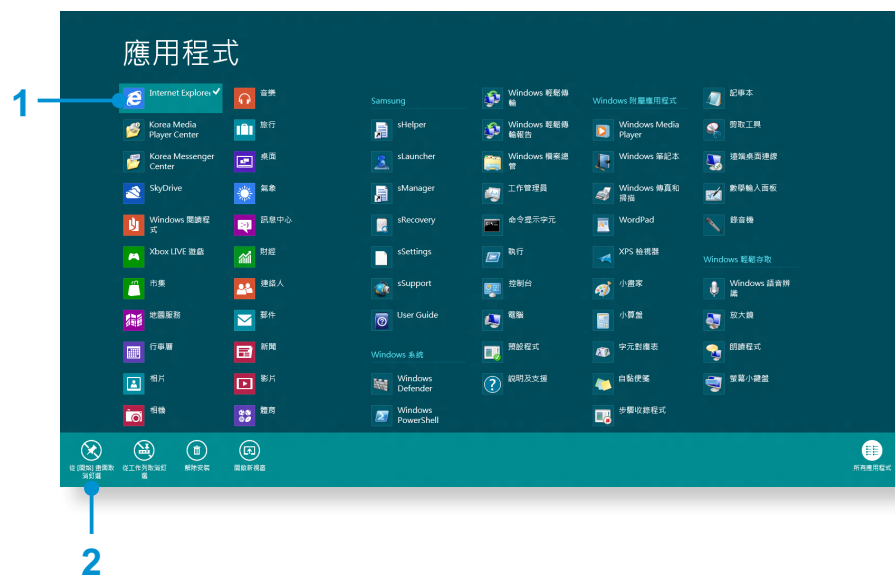 應用程式
1
Internet Explorer
Korea Media
Player Center
Korea Messenger
Center
SkyDrive
Windows 閱讀程
式
Xbox LIVE 遊戲
市集
地圖服務
行事曆
相片
相機
音樂
旅行
桌面
氣象
訊息中心
財經
連絡人
郵件
新聞
影片
體育
Samsung
sHelper
sLauncher
sManager
sRecovery
sSettings
sSupport
User Guide
Windows 系統
Windows
Defender
Windows
PowerShell
Windows 輕鬆傳
輸
Windows 輕鬆傳
輸報告
Windows 檔案總
管
工作管理員
命令提示字元
執行
控制台
電腦
預設程式
說明及支援
Windows 附屬應用程式
Windows Media
Player
Windows 筆記本
Windows 傳真和
掃描
WordPad
XPS 檢視器
小畫家
小算盤
字元對應表
自黏便箋
步驟收錄程式
記事本
剪取工具
遠端桌面連線
數學輸入面板
錄音機
Windows 輕鬆存取
Windows 語音辨
識
放大鏡
朗讀程式
螢幕小鍵盤
從 [開始] 畫面取
消釘選
從工作列取消釘
選
解除安裝
開啟新視窗
所有應用程式
2